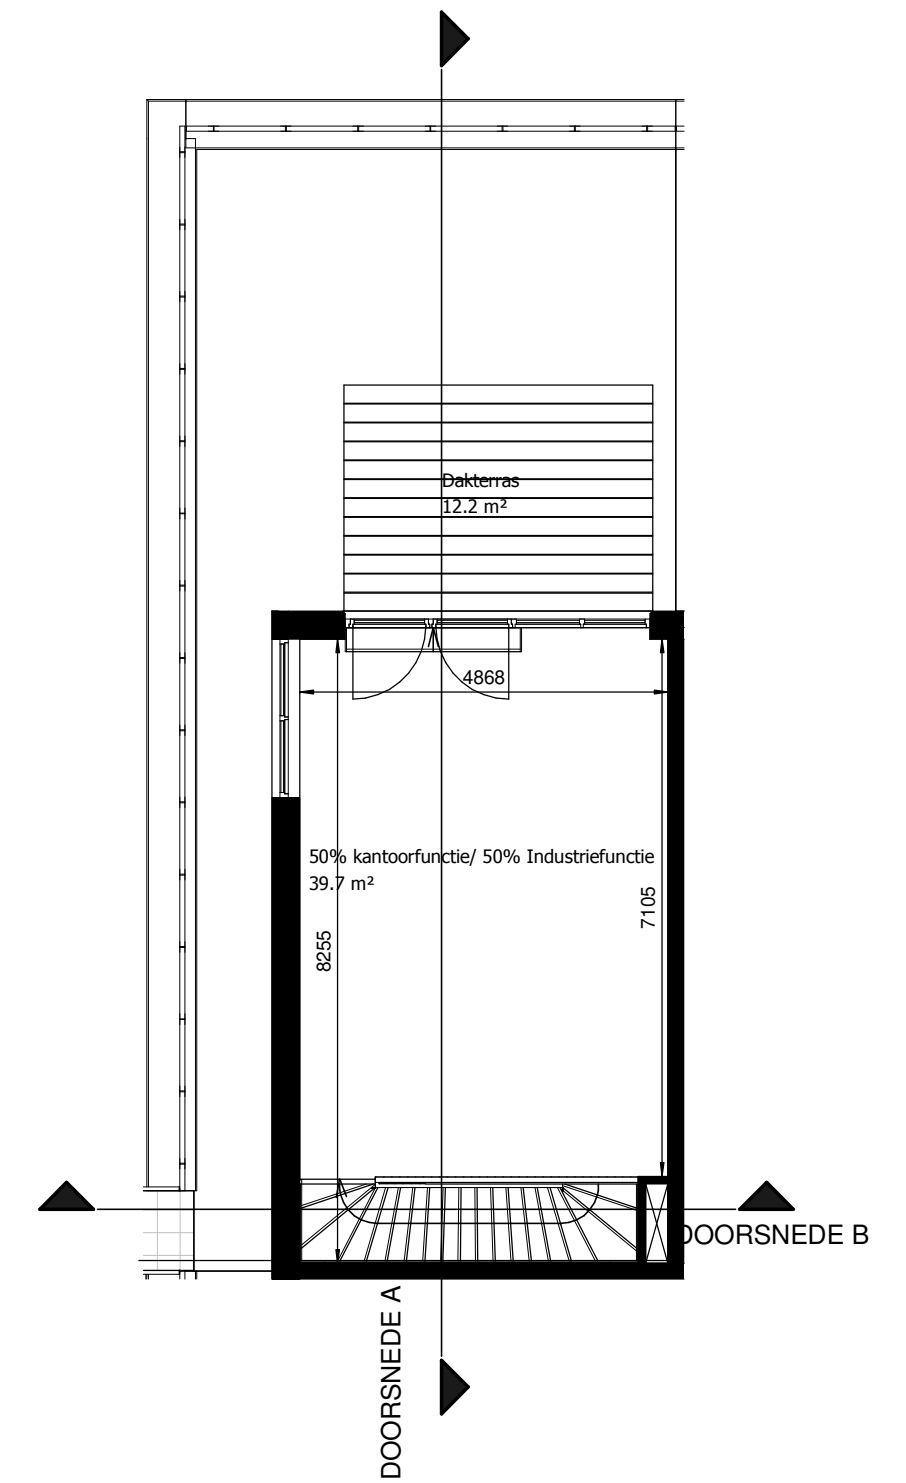 Dakterras
12.2 m²
4868
50% kantoorfunctie/ 50% Industriefunctie
39.7 m²
7105
8255
DOORSNEDE B
DOORSNEDE A